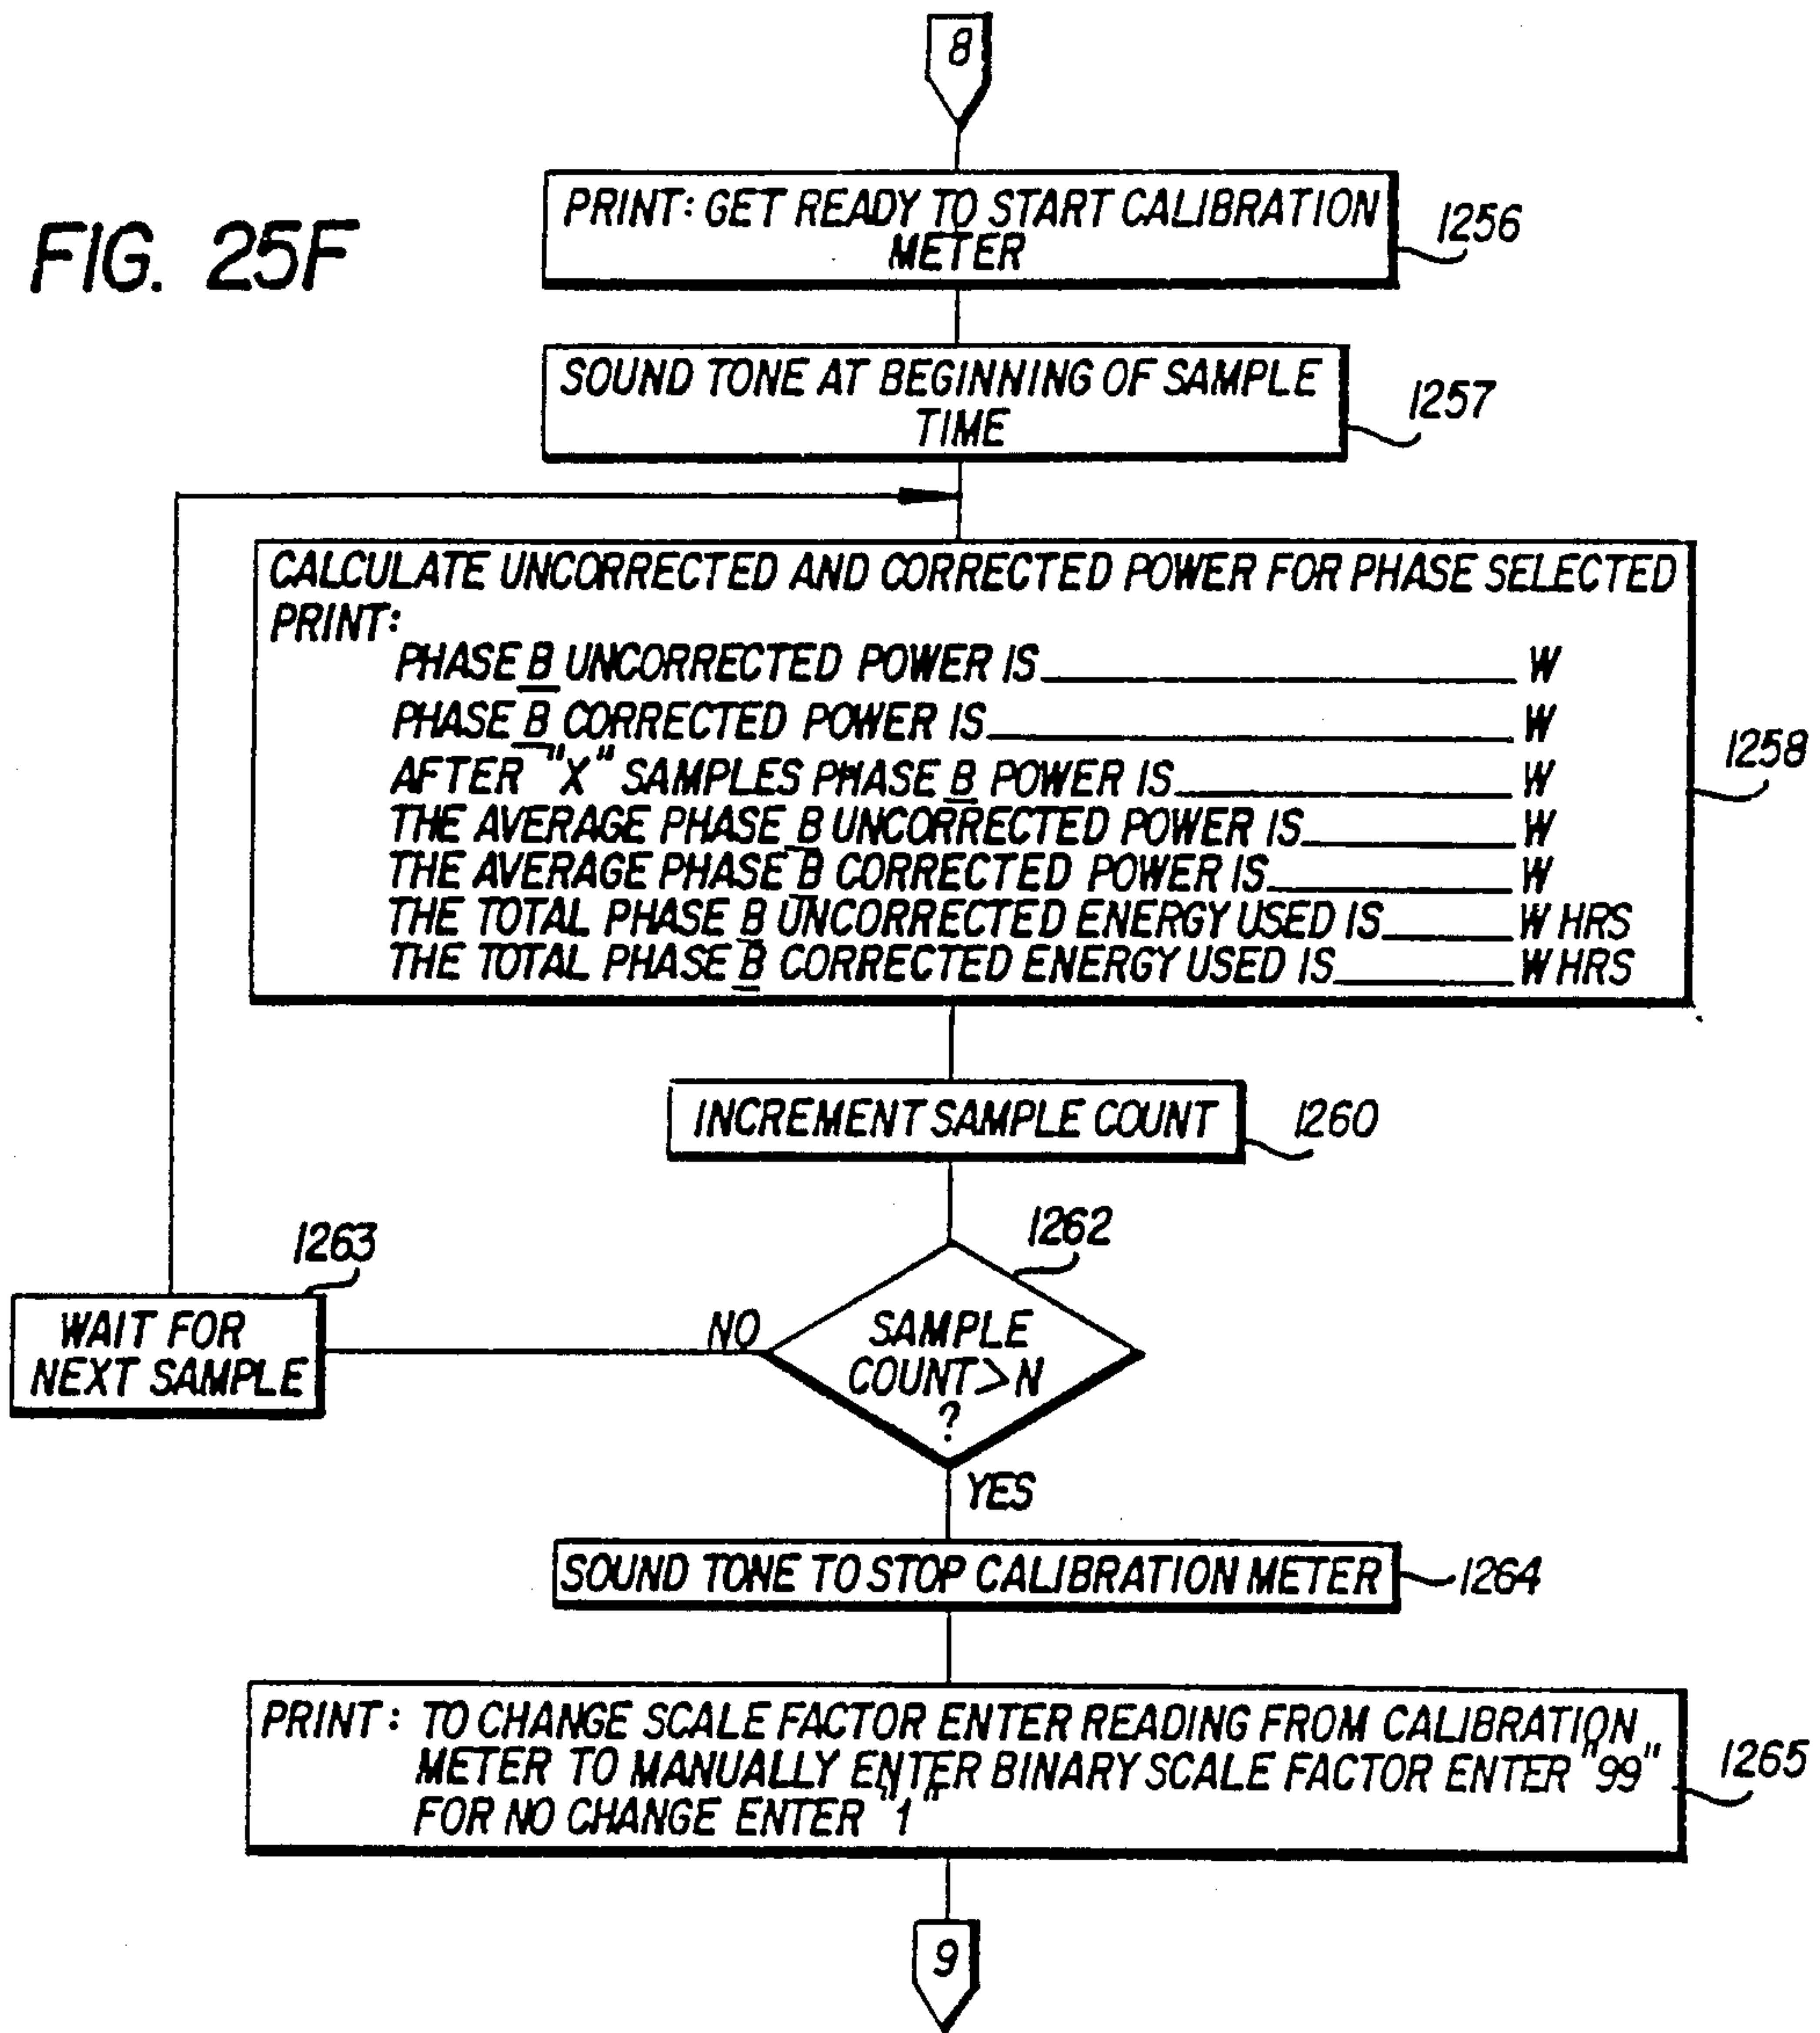 8
FIG. 25F
PRINT: GET READY TO START CALIBRATION
METER
1256
SOUND TONE AT BEGINNING OF SAMPLE
TIME
1257
CALCULATE UNCORRECTED AND CORRECTED POWER FOR PHASE SELECTED
PRINT:
PHASE B UNCORRECTED POWER IS W
PHASE B CORRECTED POWER IS W
AFTER "X" SAMPLES PHASE B POWER IS W
THE AVERAGE PHASE B UNCORRECTED POWER IS W
THE AVERAGE PHASE B CORRECTED POWER IS W
THE TOTAL PHASE B UNCORRECTED ENERGY USED IS W HRS
THE TOTAL PHASE B CORRECTED ENERGY USED IS W HRS
1258
INCREMENT SAMPLE COUNT
1260
1262
1263
WAIT FOR
NEXT SAMPLE
NO
SAMPLE
COUNT>N
?
YES
SOUND TONE TO STOP CALIBRATION METER
1264
PRINT: TO CHANGE SCALE FACTOR ENTER READING FROM CALIBRATION
METER TO MANUALLY ENTER BINARY SCALE FACTOR ENTER "99"
FOR NO CHANGE ENTER "1"
1265
9